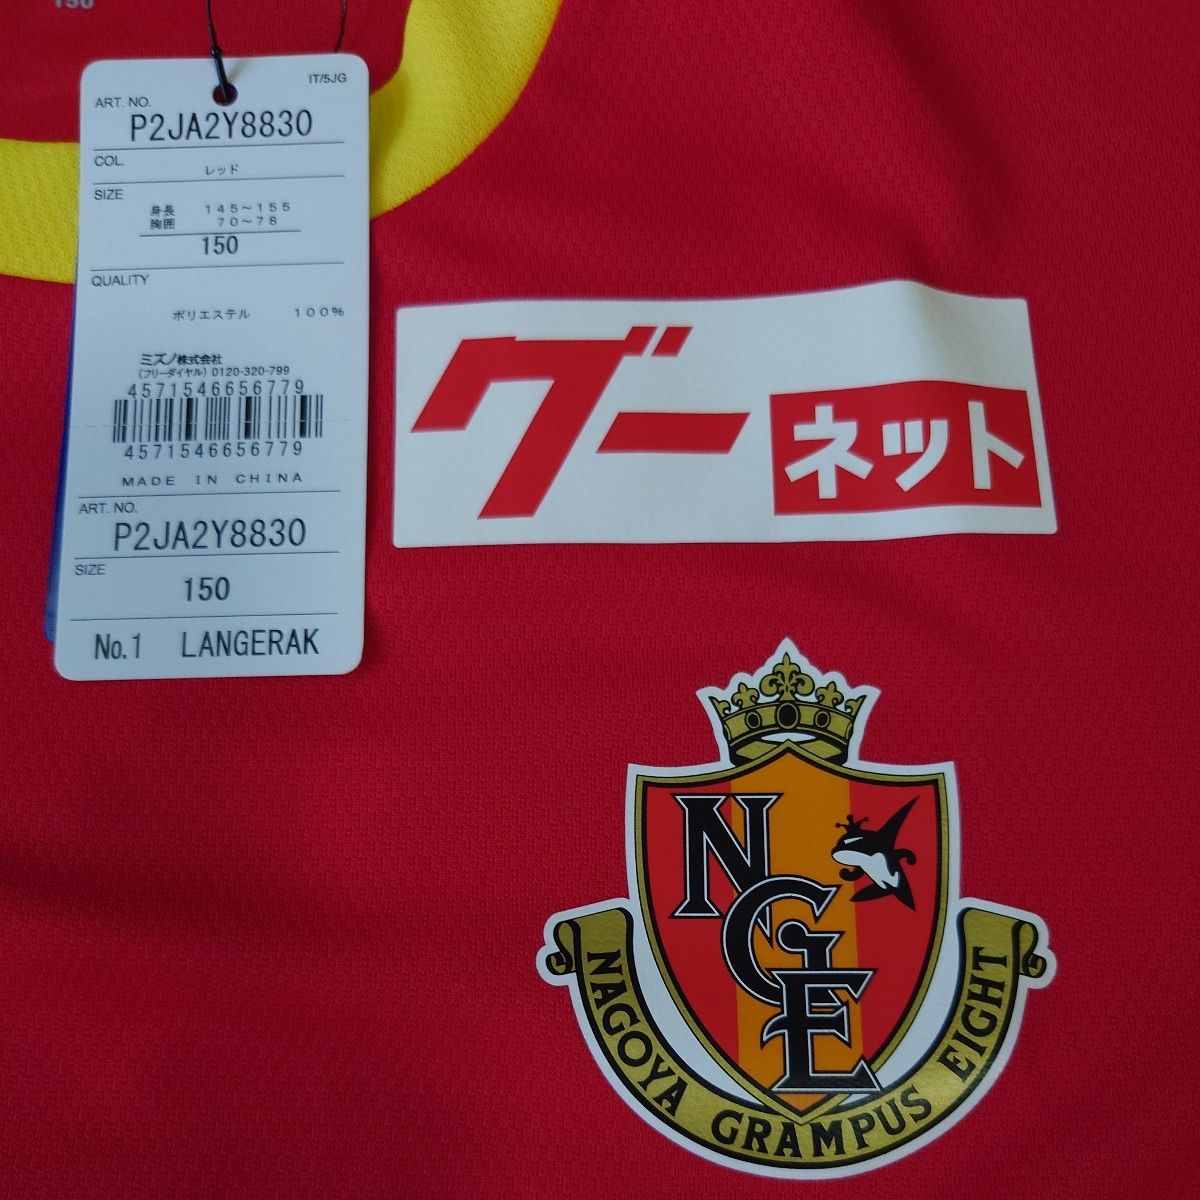 150
IT/5JG
ART. NO.
P2JA2Y8830
COL.
レッド
SIZE
身長 145~155
胸囲 70~78
150
QUALITY
ポリエステル 100%
ミズノ株式会社
(フリーダイヤル) 0120-320-799
4571546656779
4571546656779
MADE IN CHINA
ART. NO.
P2JA2Y8830
SIZE
150
No.1 LANGERAK
グー ネット
NGE
NAGOYA GRAMPUS EIGHT